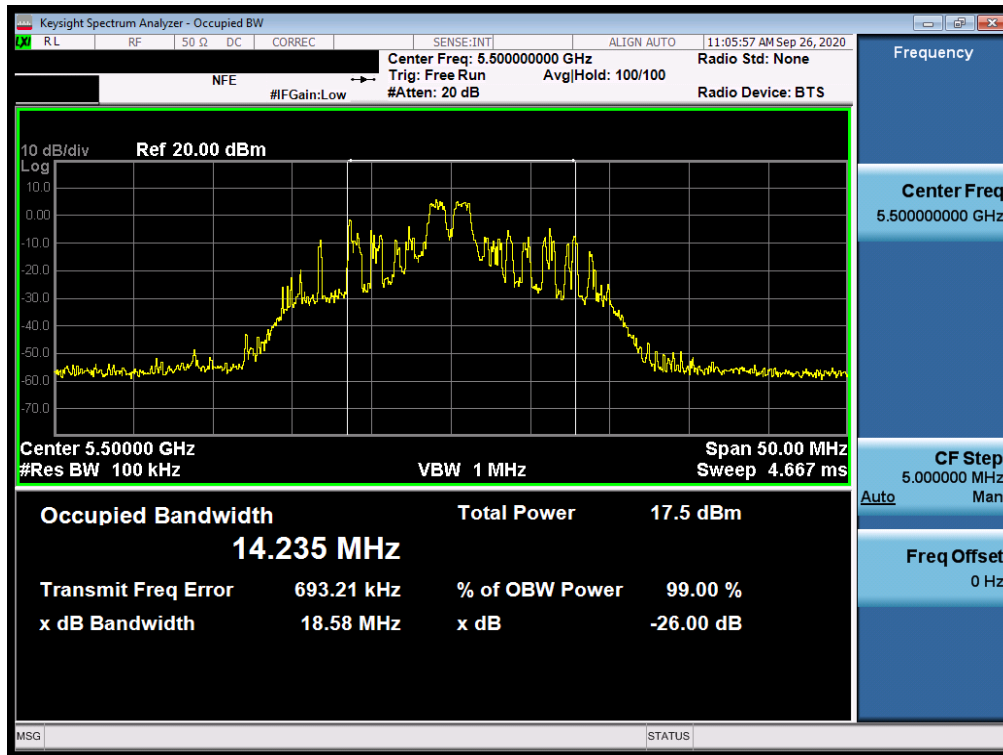 Keysight Spectrum Analyzer - Occupied BW
LXI RL RF 50 Ω DC CORREC SENSE:INT ALIGN AUTO 11:05:57 AM Sep 26, 2020
Center Freq: 5.500000000 GHz Radio Std: None
NFE Trig: Free Run Avg|Hold: 100/100
#IFGain:Low #Atten: 20 dB Radio Device: BTS
10 dB/div Ref 20.00 dBm
Log
10.0
0.00
-10.0
-20.0
-30.0
-40.0
-50.0
-60.0
-70.0
Center 5.50000 GHz Span 50.00 MHz
#Res BW 100 kHz VBW 1 MHz Sweep 4.667 ms
Occupied Bandwidth Total Power 17.5 dBm
14.235 MHz
Transmit Freq Error 693.21 kHz % of OBW Power 99.00 %
x dB Bandwidth 18.58 MHz x dB -26.00 dB
Frequency
Center Freq
5.500000000 GHz
CF Step
5.000000 MHz
Auto Man
Freq Offset
0 Hz
MSG STATUS